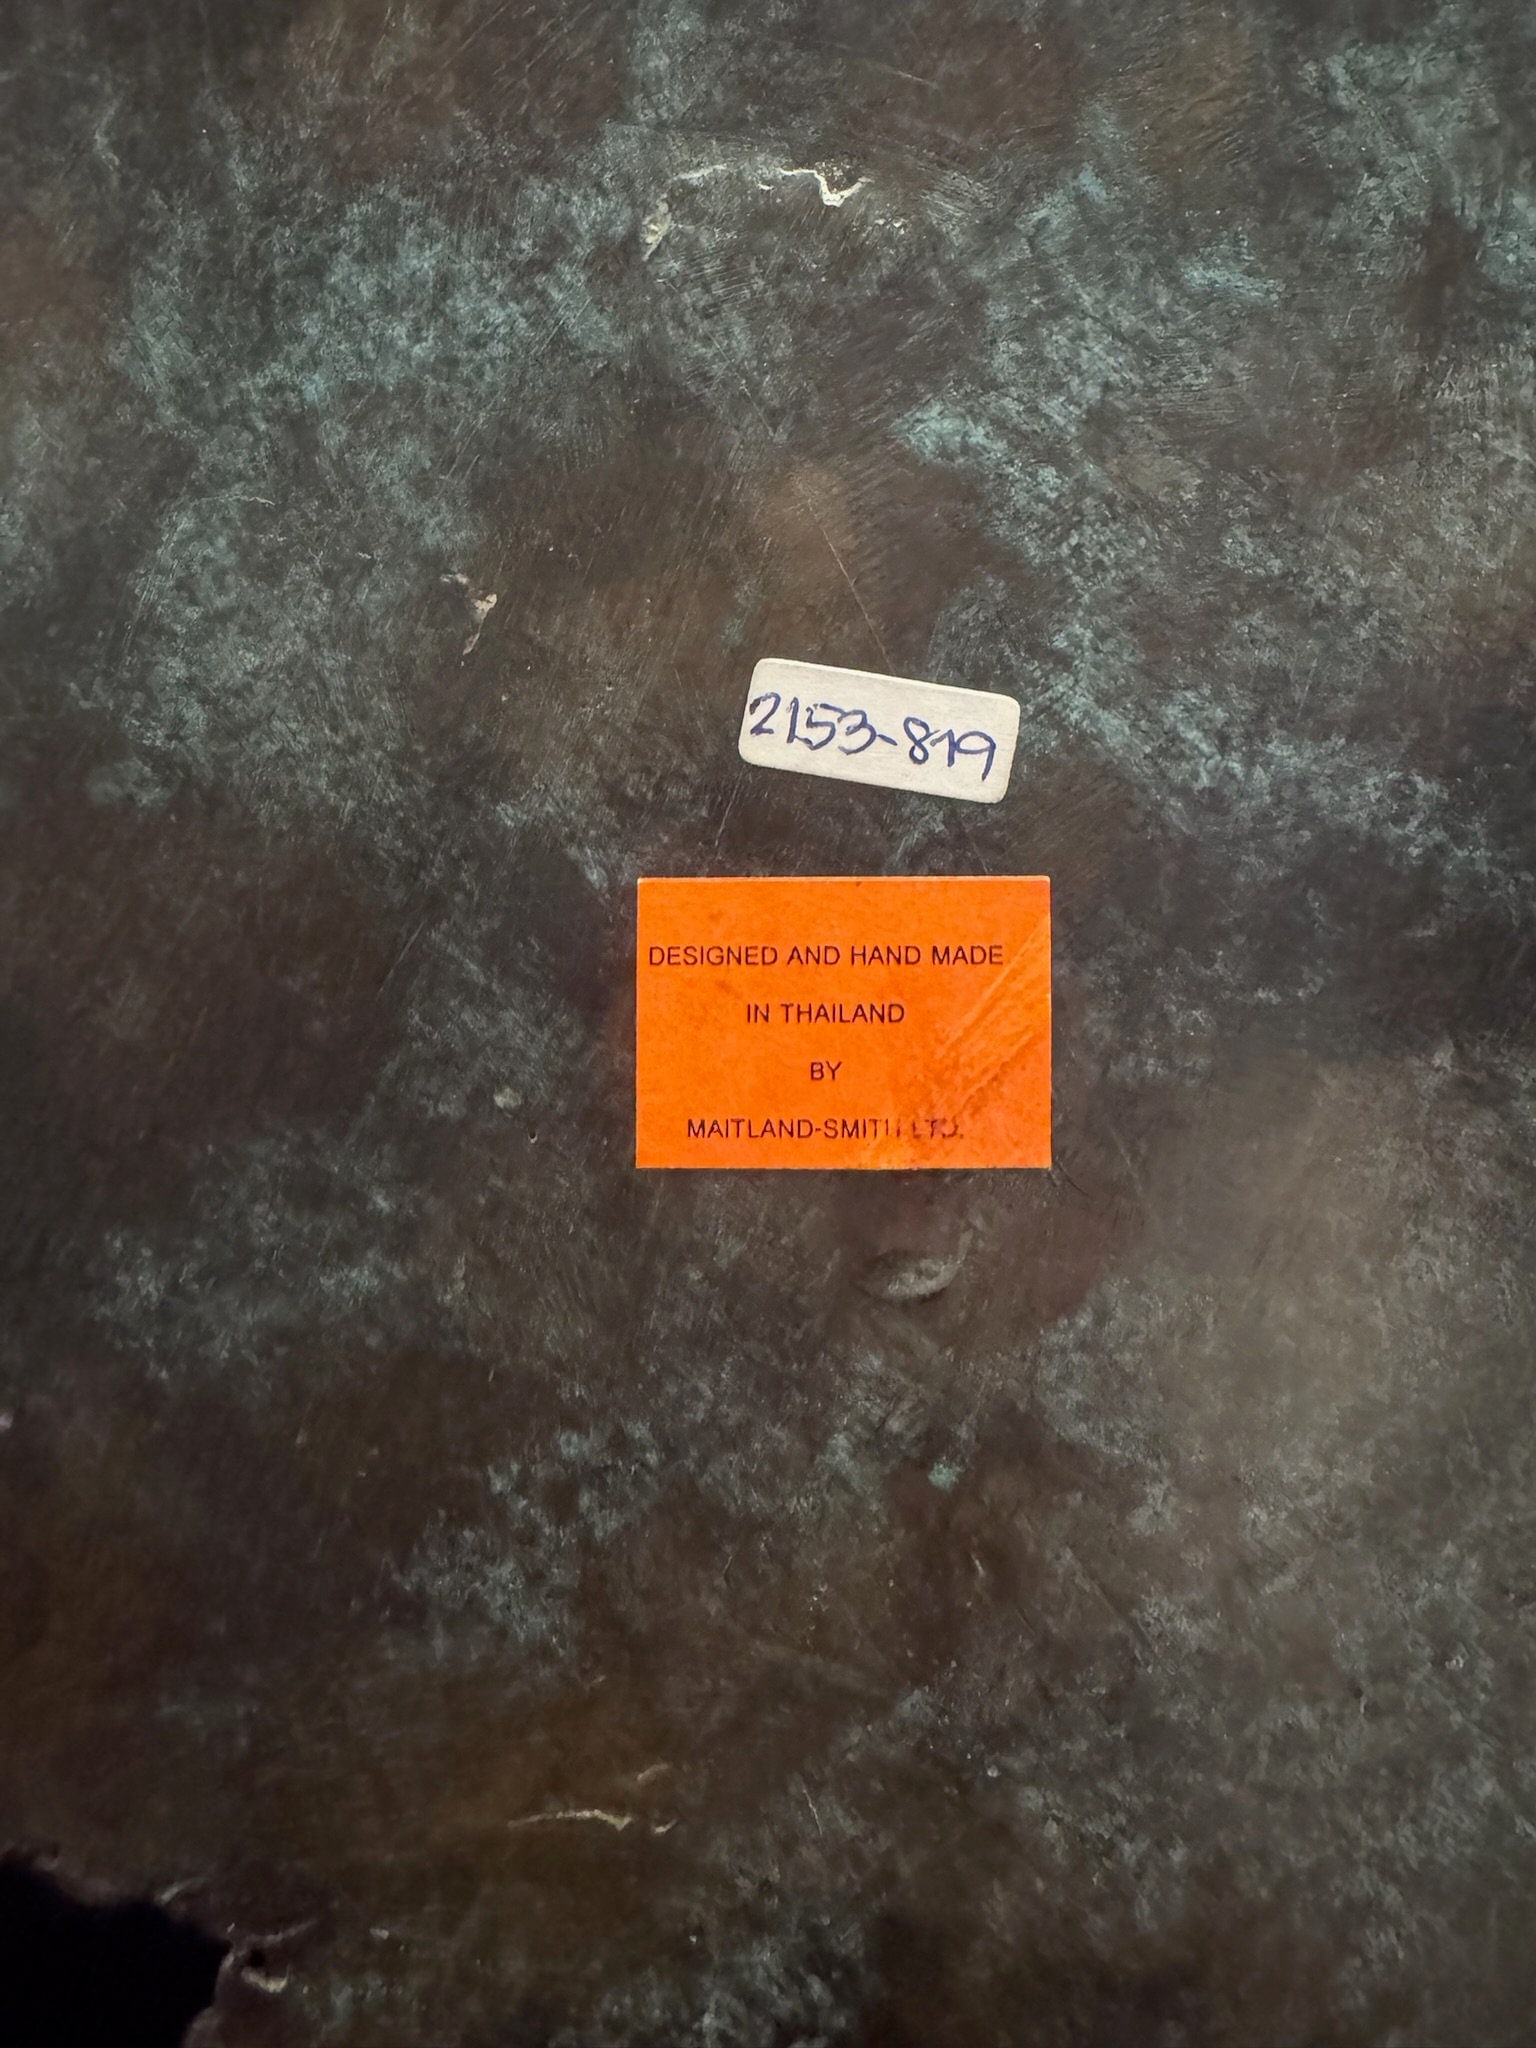 2153-819
DESIGNED AND HAND MADE
IN THAILAND
BY
MAITLAND-SMITH LTD.